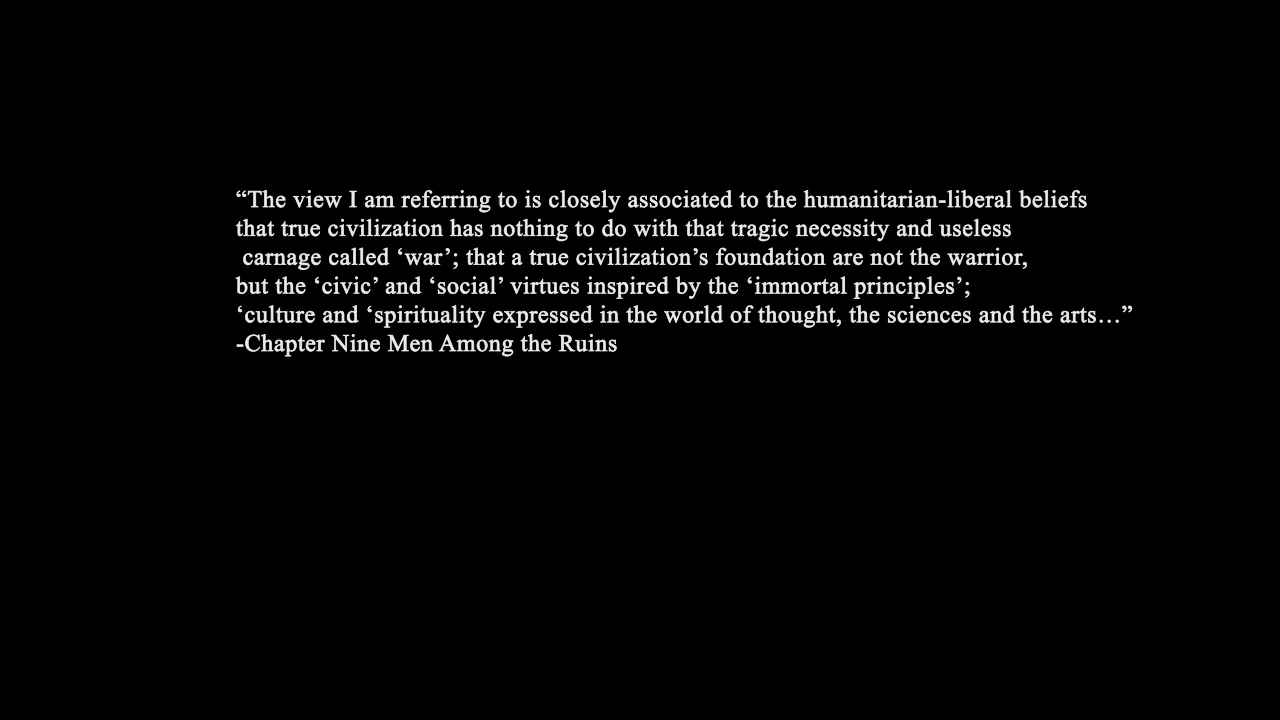 “The view I am referring to is closely associated to the humanitarian-liberal beliefs
that true civilization has nothing to do with that tragic necessity and useless
carnage called ‘war’; that a true civilization’s foundation are not the warrior,
but the ‘civic’ and ‘social’ virtues inspired by the ‘immortal principles’;
‘culture and ‘spirituality expressed in the world of thought, the sciences and the arts…”
-Chapter Nine Men Among the Ruins